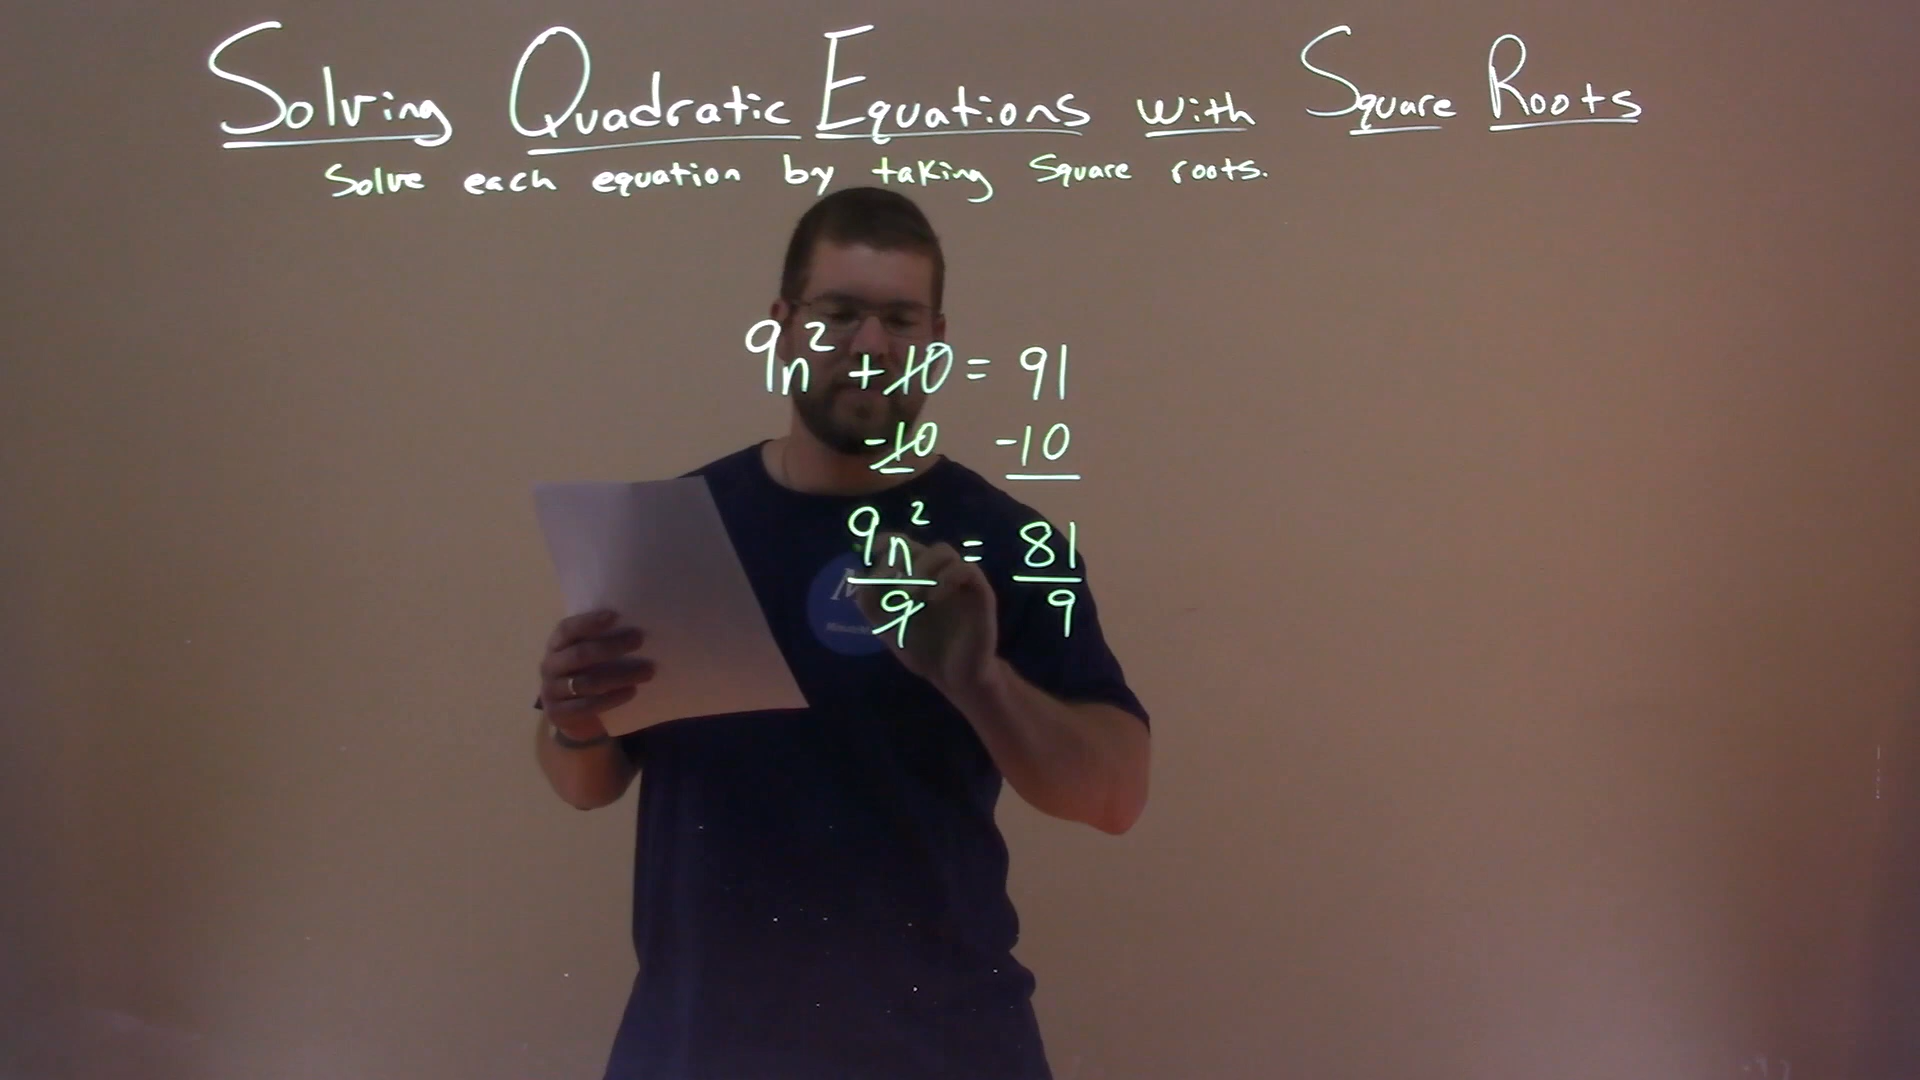 Solving Quadratic Equations with Square Roots
Solve each equation by taking Square roots.
9n² + 10 = 91
-10 -10
9n² = 81
9 9